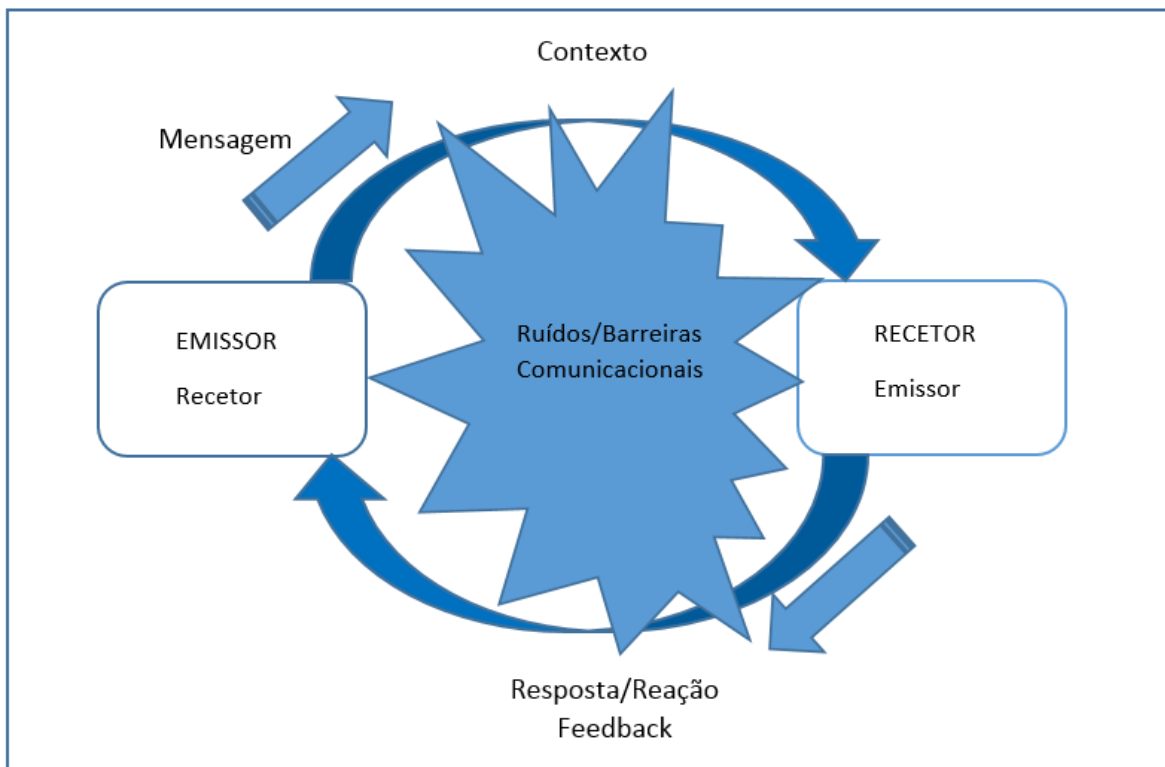 Contexto
Mensagem
EMISSOR
Recetor
Ruídos/Barreiras
Comunicacionais
RECETOR
Emissor
Resposta/Reação
Feedback